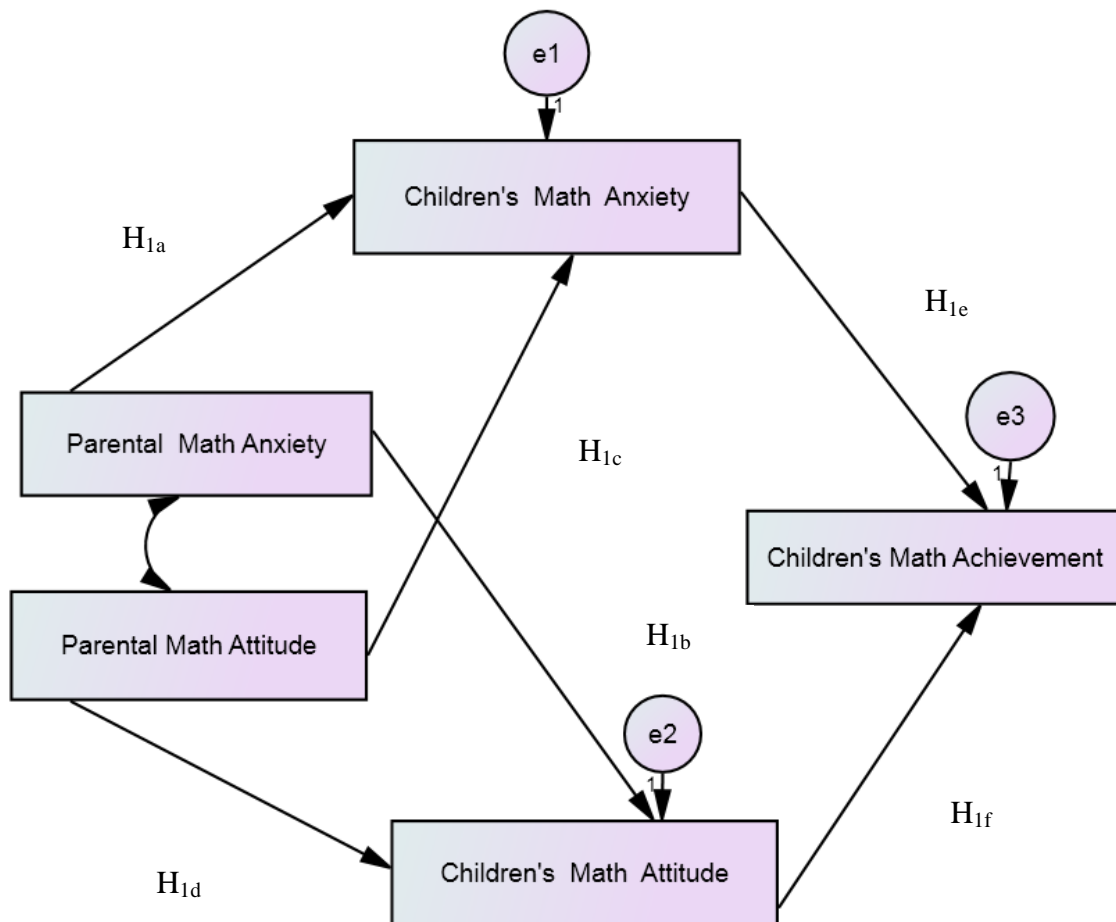 e1
1
Children's Math Anxiety
H1a
H1e
Parental Math Anxiety
e3
1
H1c
Children's Math Achievement
Parental Math Attitude
H1b
e2
1
H1f
Children's Math Attitude
H1d